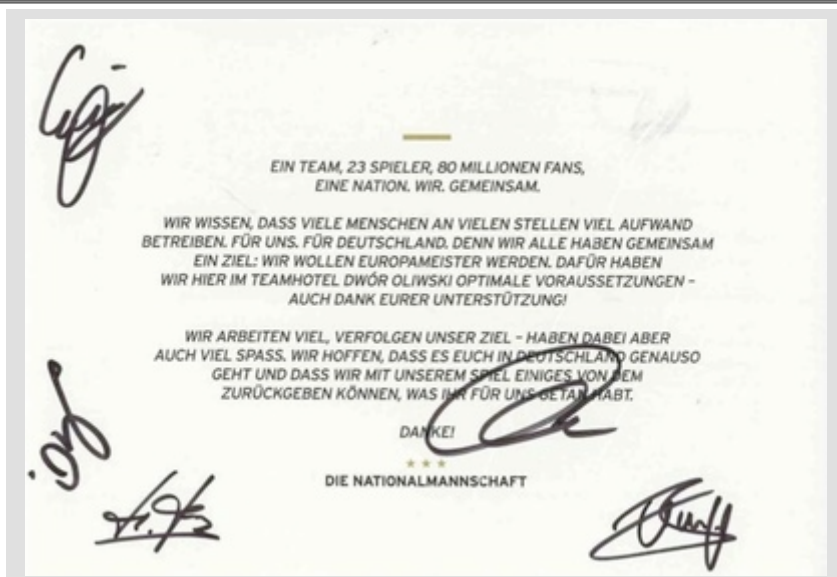 EIN TEAM, 23 SPIELER, 80 MILLIONEN FANS,
EINE NATION. WIR. GEMEINSAM.
WIR WISSEN, DASS VIELE MENSCHEN AN VIELEN STELLEN VIEL AUFWAND
BETREIBEN. FÜR UNS. FÜR DEUTSCHLAND. DENN WIR ALLE HABEN GEMEINSAM
EIN ZIEL: WIR WOLLEN EUROPAMEISTER WERDEN. DAFÜR HABEN
WIR HIER IM TEAMHOTEL DWÓR OLIWSKI OPTIMALE VORAUSSETZUNGEN –
AUCH DANK EURER UNTERSTÜTZUNG!
WIR ARBEITEN VIEL, VERFOLGEN UNSER ZIEL – HABEN DABEI ABER
AUCH VIEL SPASS. WIR HOFFEN, DASS ES EUCH IN DEUTSCHLAND GENAUSO
GEHT UND DASS WIR MIT UNSEREM SPIEL EINIGES VON DEM
ZURÜCKGEBEN KÖNNEN, WAS IHR FÜR UNS GETAN HABT.
DANKE!
DIE NATIONALMANNSCHAFT